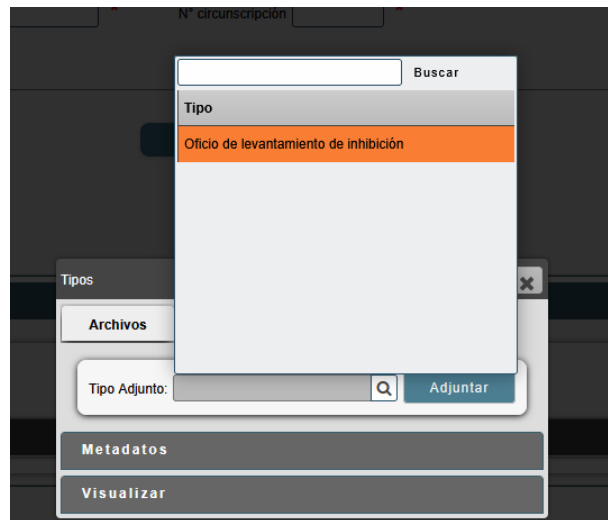 * N° circunscripción *
Buscar
Tipo
Oficio de levantamiento de inhibición
Tipos
Archivos
Tipo Adjunto: Adjuntar
Metadatos
Visualizar